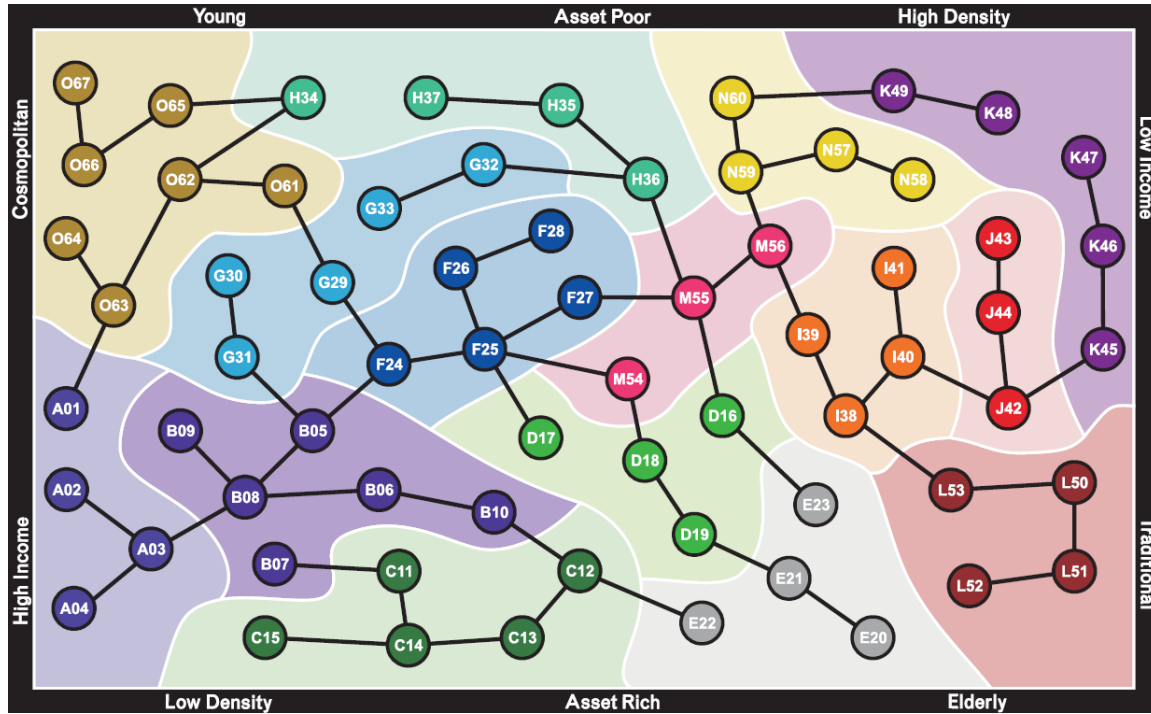 Young Asset Poor High Density
Cosmopolitan
High Income
Low Income
Traditional
O67
O65
H34
H37
H35
N60
K49
K48
O66
O62
O61
G32
G33
H36
N59
N57
N58
K47
O64
O63
G30
G29
F28
F26
F27
M56
M55
I41
J43
K46
G31
F24
F25
M54
I39
I40
J44
K45
A01
B09
B05
D17
D16
I38
J42
A02
B08
B06
B10
D18
E23
L53
L50
A03
B07
C11
C12
D19
E21
L52
L51
A04
C15
C14
C13
E22
E20
Low Density Asset Rich Elderly